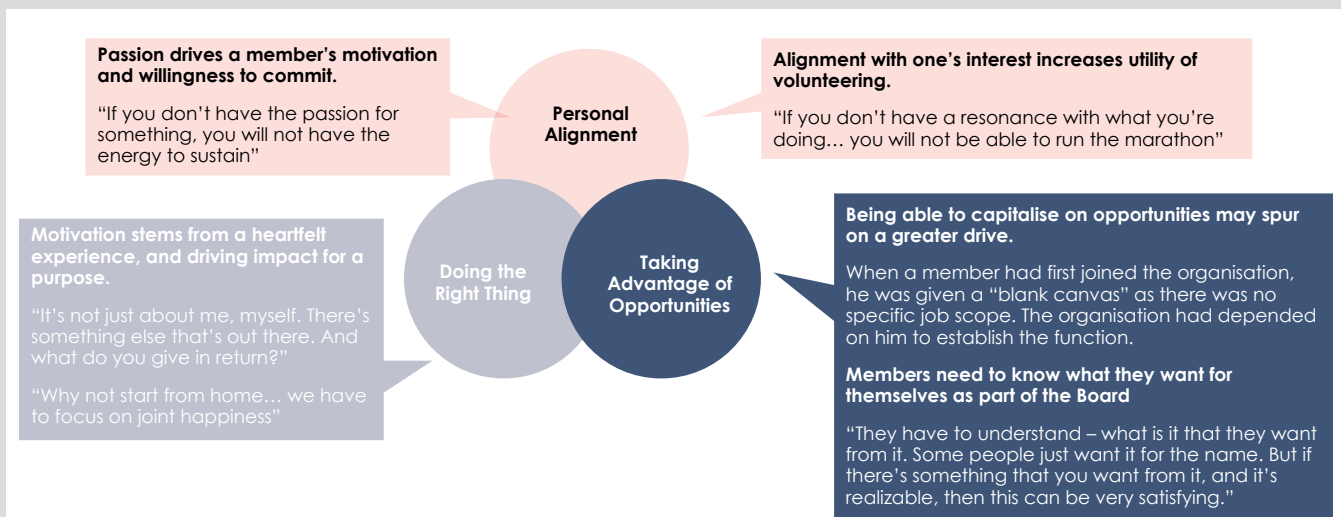 Passion drives a member’s motivation
and willingness to commit.
“If you don’t have the passion for
something, you will not have the
energy to sustain”
Personal
Alignment
Alignment with one’s interest increases utility of
volunteering.
“If you don’t have a resonance with what you’re
doing… you will not be able to run the marathon”
Motivation stems from a heartfelt
experience, and driving impact for a
purpose.
“It’s not just about me, myself. There’s
something else that’s out there. And
what do you give in return?”
“Why not start from home… we have
to focus on joint happiness”
Doing the
Right Thing
Taking
Advantage of
Opportunities
Being able to capitalise on opportunities may spur
on a greater drive.
When a member had first joined the organisation,
he was given a “blank canvas” as there was no
specific job scope. The organisation had depended
on him to establish the function.
Members need to know what they want for
themselves as part of the Board
“They have to understand – what is it that they want
from it. Some people just want it for the name. But if
there’s something that you want from it, and it’s
realizable, then this can be very satisfying.”